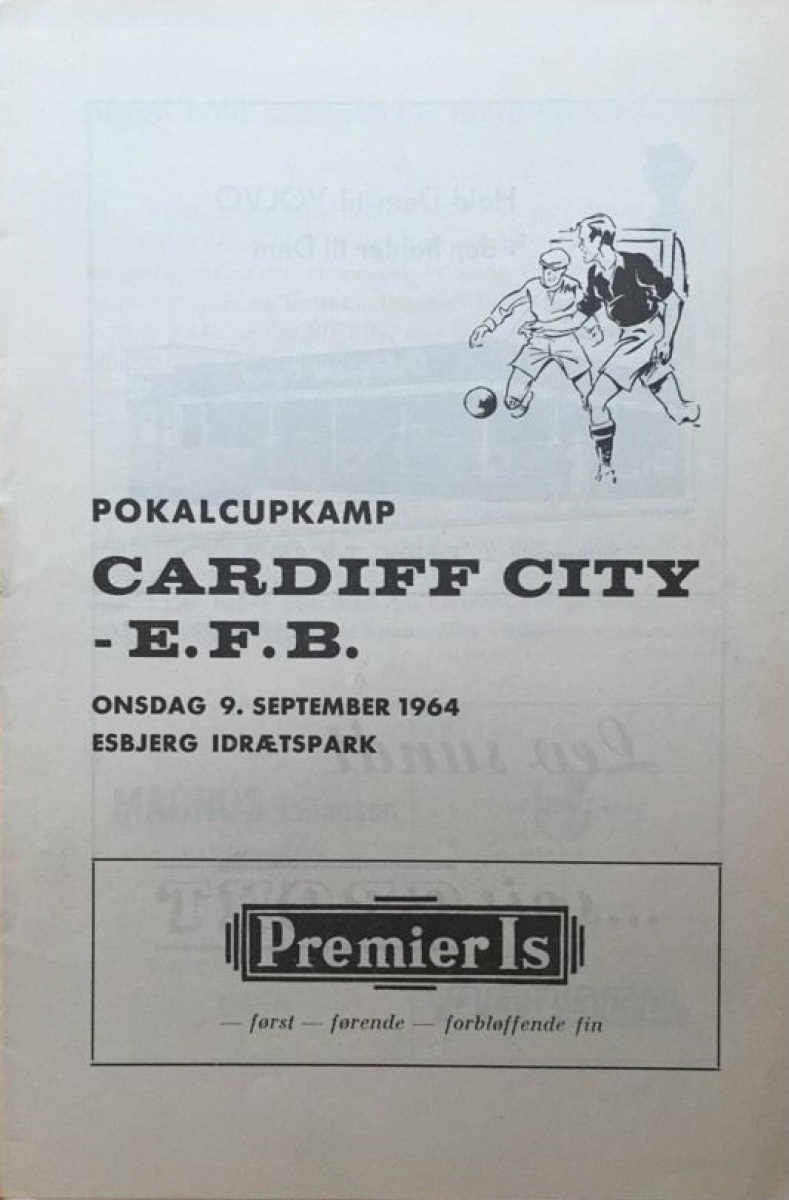 POKALCUPKAMP
CARDIFF CITY
- E. F. B.
ONSDAG 9. SEPTEMBER 1964
ESBJERG IDRÆTSPARK
Premier Is
— først — førende — forbløffende fin